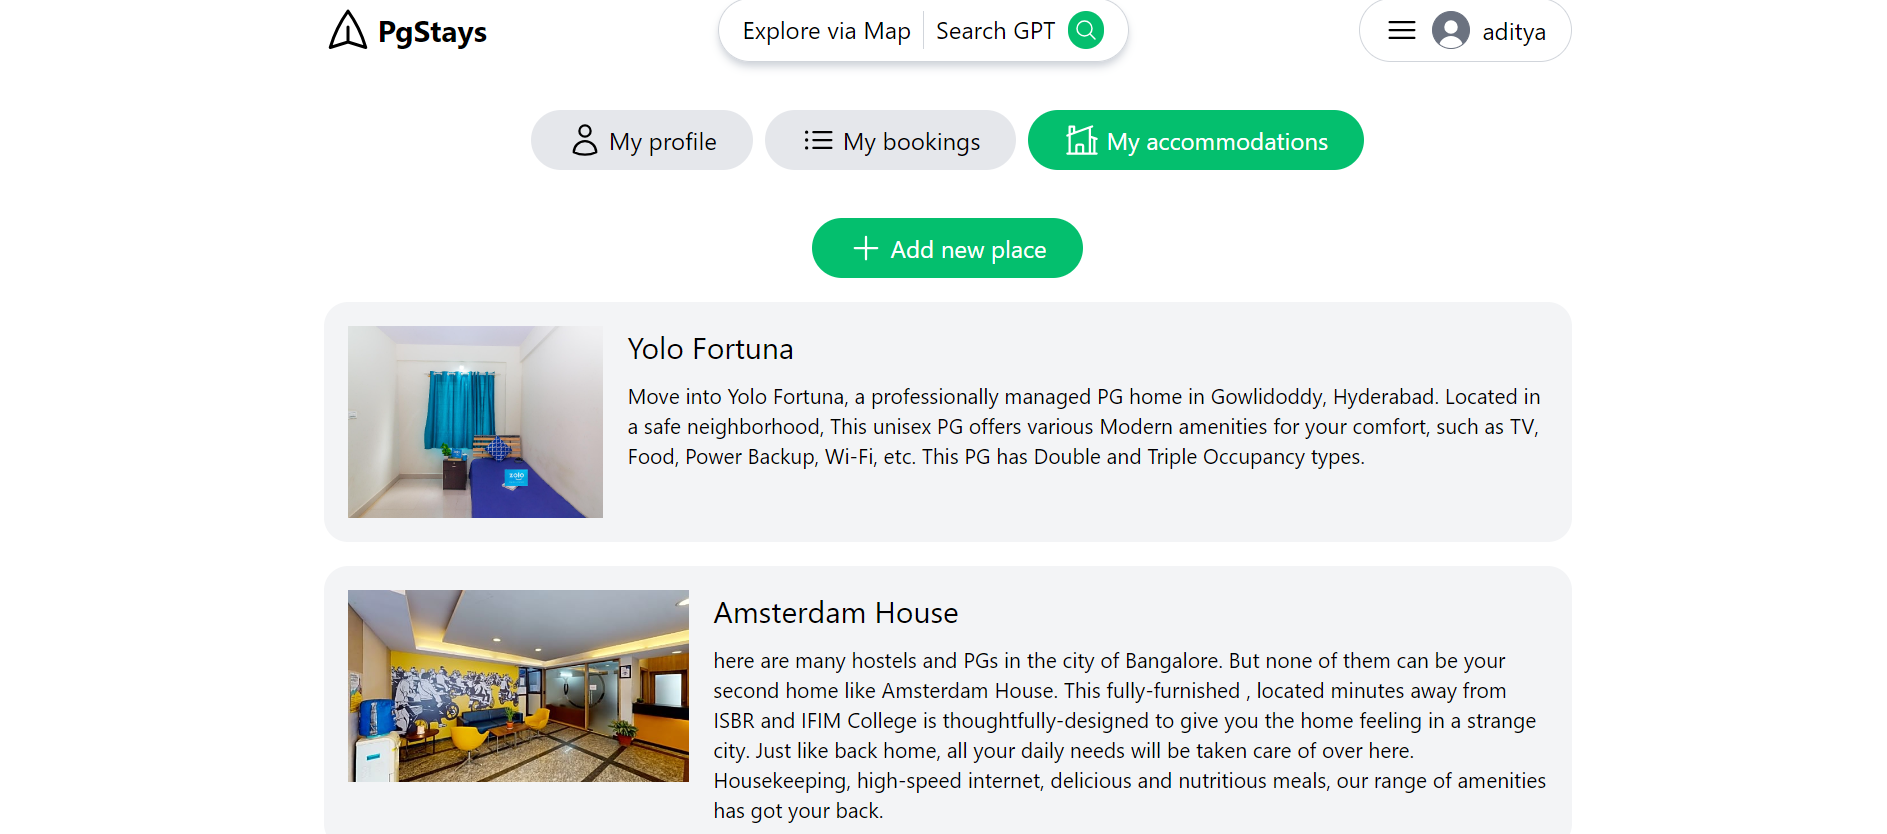 PgStays
Explore via Map
Search GPT
aditya
My profile
My bookings
My accommodations
Add new place
Yolo Fortuna
Move into Yolo Fortuna, a professionally managed PG home in Gowlidoddy, Hyderabad. Located in
a safe neighborhood, This unisex PG offers various Modern amenities for your comfort, such as TV,
Food, Power Backup, Wi-Fi, etc. This PG has Double and Triple Occupancy types.
Amsterdam House
here are many hostels and PGs in the city of Bangalore. But none of them can be your
second home like Amsterdam House. This fully-furnished , located minutes away from
ISBR and IFIM College is thoughtfully-designed to give you the home feeling in a strange
city. Just like back home, all your daily needs will be taken care of over here.
Housekeeping, high-speed internet, delicious and nutritious meals, our range of amenities
has got your back.